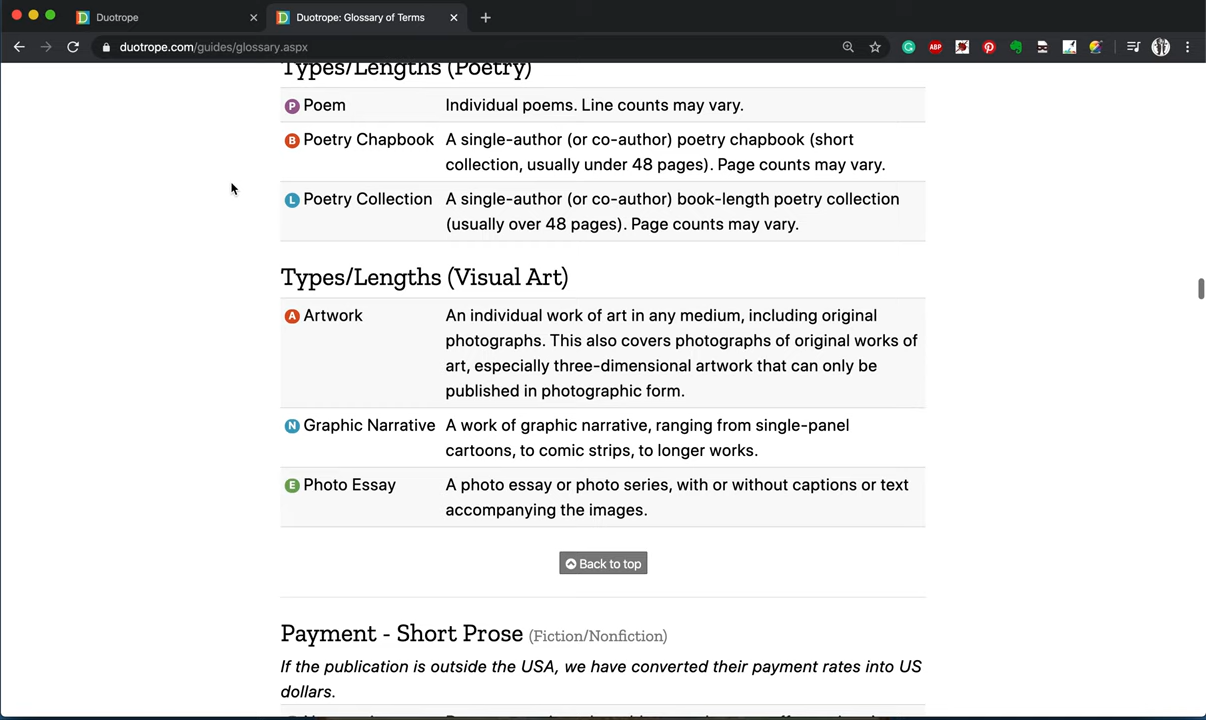 Duotrope
Duotrope: Glossary of Terms
duotrope.com/guides/glossary.aspx
ABP
Types/Lengths (Poetry)
P Poem Individual poems. Line counts may vary.
B Poetry Chapbook A single-author (or co-author) poetry chapbook (short
collection, usually under 48 pages). Page counts may vary.
L Poetry Collection A single-author (or co-author) book-length poetry collection
(usually over 48 pages). Page counts may vary.
Types/Lengths (Visual Art)
A Artwork An individual work of art in any medium, including original
photographs. This also covers photographs of original works of
art, especially three-dimensional artwork that can only be
published in photographic form.
N Graphic Narrative A work of graphic narrative, ranging from single-panel
cartoons, to comic strips, to longer works.
E Photo Essay A photo essay or photo series, with or without captions or text
accompanying the images.
Back to top
Payment - Short Prose (Fiction/Nonfiction)
If the publication is outside the USA, we have converted their payment rates into US
dollars.